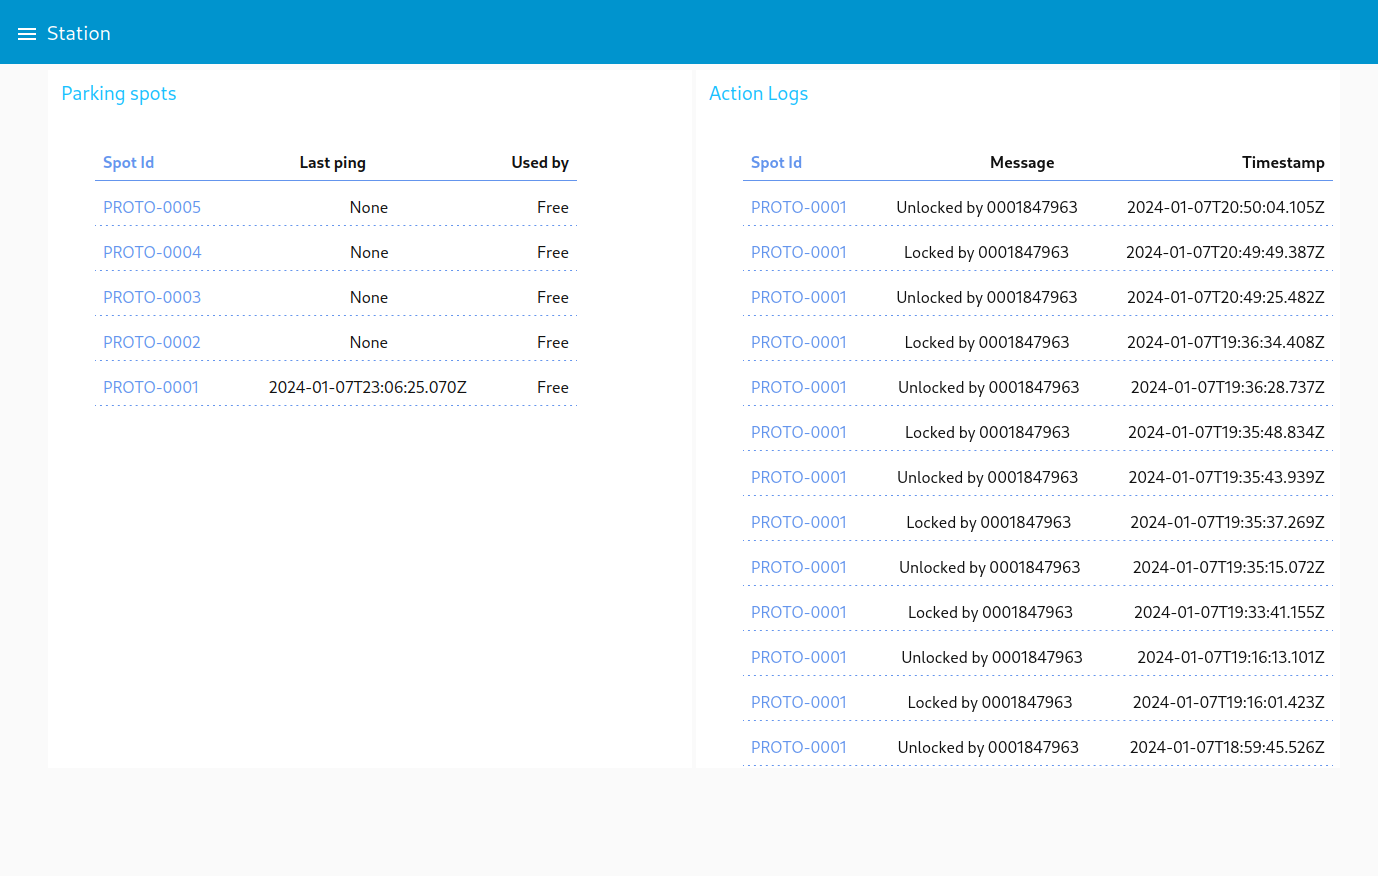 Station
Parking spots
Spot Id Last ping Used by
PROTO-0005 None Free
PROTO-0004 None Free
PROTO-0003 None Free
PROTO-0002 None Free
PROTO-0001 2024-01-07T23:06:25.070Z Free
Action Logs
Spot Id Message Timestamp
PROTO-0001 Unlocked by 0001847963 2024-01-07T20:50:04.105Z
PROTO-0001 Locked by 0001847963 2024-01-07T20:49:49.387Z
PROTO-0001 Unlocked by 0001847963 2024-01-07T20:49:25.482Z
PROTO-0001 Locked by 0001847963 2024-01-07T19:36:34.408Z
PROTO-0001 Unlocked by 0001847963 2024-01-07T19:36:28.737Z
PROTO-0001 Locked by 0001847963 2024-01-07T19:35:48.834Z
PROTO-0001 Unlocked by 0001847963 2024-01-07T19:35:43.939Z
PROTO-0001 Locked by 0001847963 2024-01-07T19:35:37.269Z
PROTO-0001 Unlocked by 0001847963 2024-01-07T19:35:15.072Z
PROTO-0001 Locked by 0001847963 2024-01-07T19:33:41.155Z
PROTO-0001 Unlocked by 0001847963 2024-01-07T19:16:13.101Z
PROTO-0001 Locked by 0001847963 2024-01-07T19:16:01.423Z
PROTO-0001 Unlocked by 0001847963 2024-01-07T18:59:45.526Z